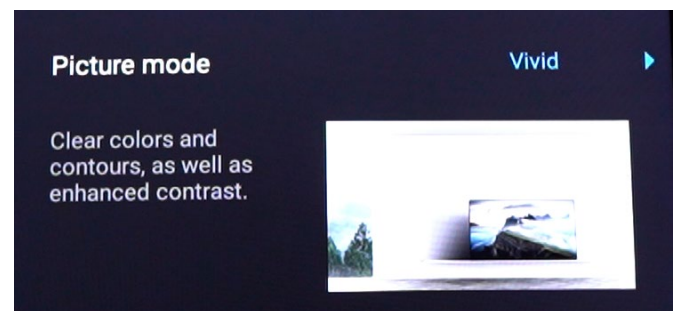 Picture mode
Vivid
Clear colors and
contours, as well as
enhanced contrast.